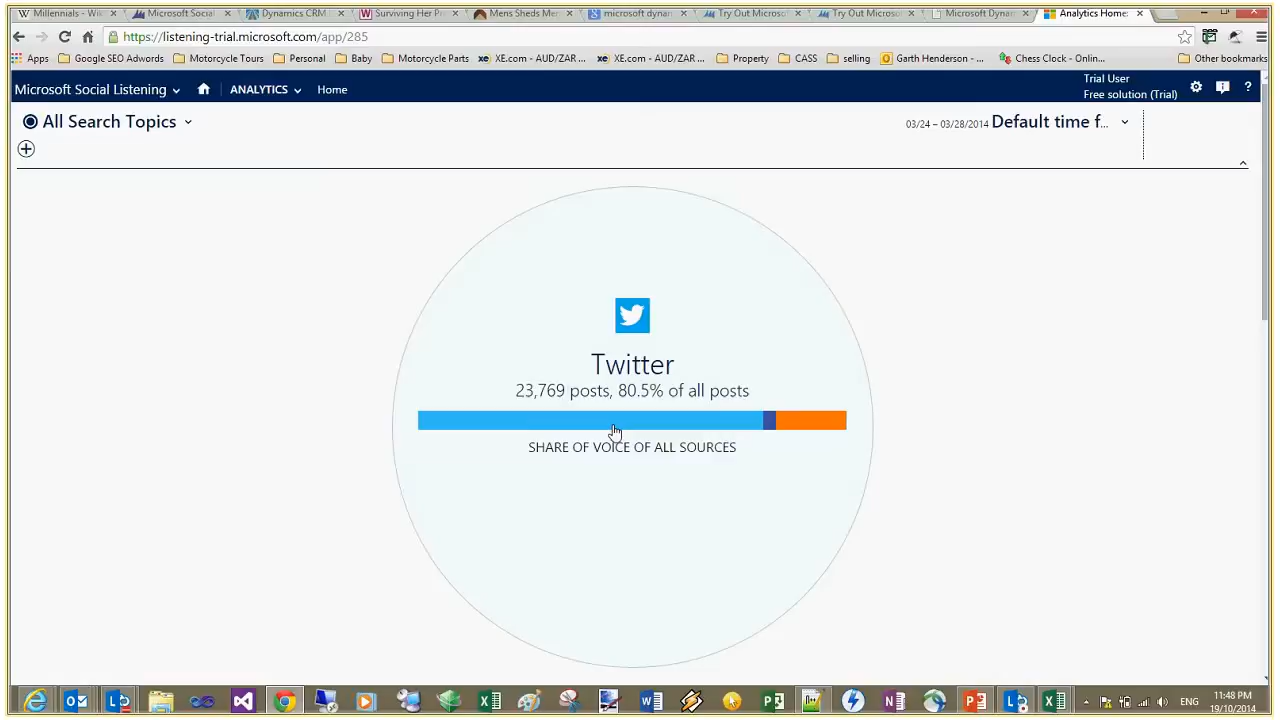 Millennials - Wi
Microsoft Social
Dynamics CRM
Surviving Her P
Mens Sheds Me
microsoft dyna
Try Out Microso
Try Out Microso
Microsoft Dyna
Analytics Home:
https://listening-trial.microsoft.com/app/285
Apps
Google SEO Adwords
Motorcycle Tours
Personal
Baby
Motorcycle Parts
XE.com - AUD/ZAR ...
XE.com - AUD/ZAR ...
Property
CASS
selling
Garth Henderson - ...
Chess Clock - Onlin...
Other bookmarks
Microsoft Social Listening
ANALYTICS
Home
Trial User
Free solution (Trial)
All Search Topics
03/24 – 03/28/2014 Default time f...
Twitter
23,769 posts, 80.5% of all posts
SHARE OF VOICE OF ALL SOURCES
ENG
11:48 PM
19/10/2014